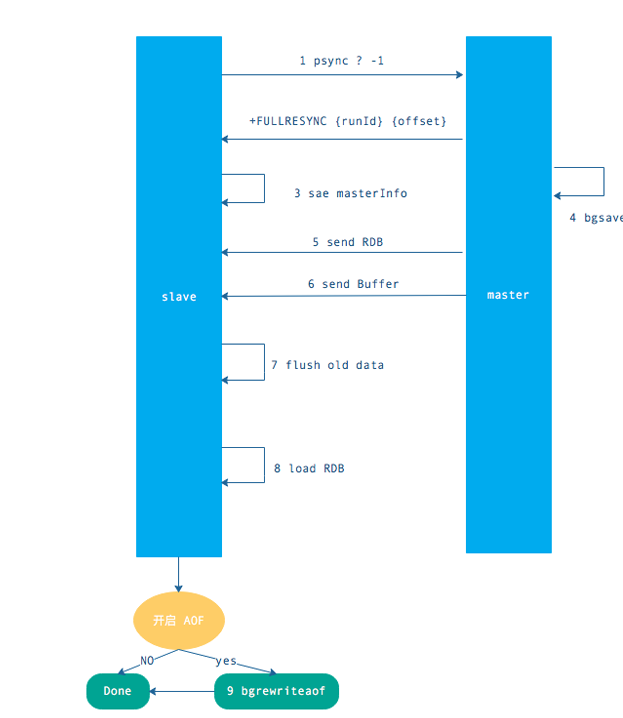 1 psync ? -1
+FULLRESYNC {runId} {offset}
3 sae masterInfo
4 bgsave
5 send RDB
6 send Buffer
slave
master
7 flush old data
8 load RDB
开启 AOF
NO
yes
Done
9 bgrewriteaof